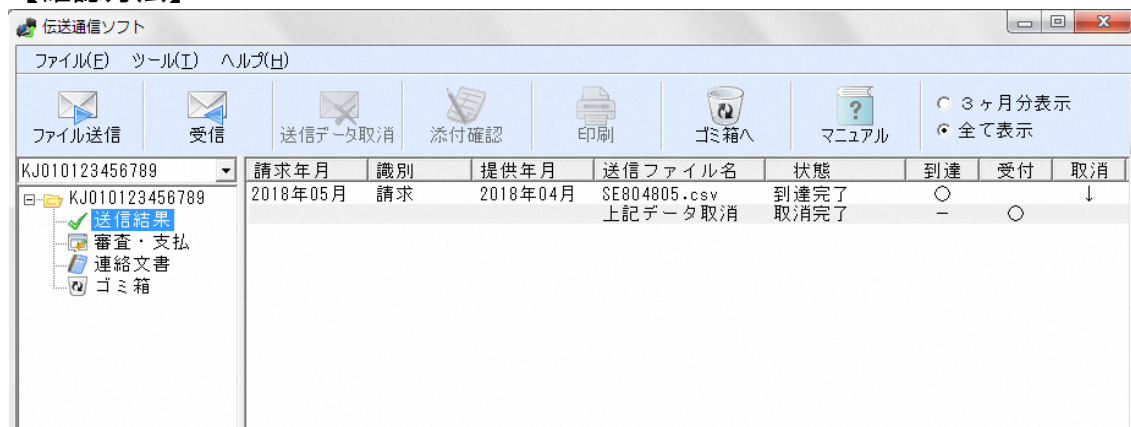 伝送通信ソフト
ファイル(F) ツール(T) ヘルプ(H)
ファイル送信 受信 送信データ取消 添付確認 印刷 ゴミ箱へ マニュアル
3ヶ月分表示
全て表示
KJ010123456789
KJ010123456789
送信結果
審査・支払
連絡文書
ゴミ箱
請求年月 識別 提供年月 送信ファイル名 状態 到達 受付 取消
2018年05月 請求 2018年04月 SE804805.csv 到達完了 ○ ↓
上記データ取消 取消完了 − ○